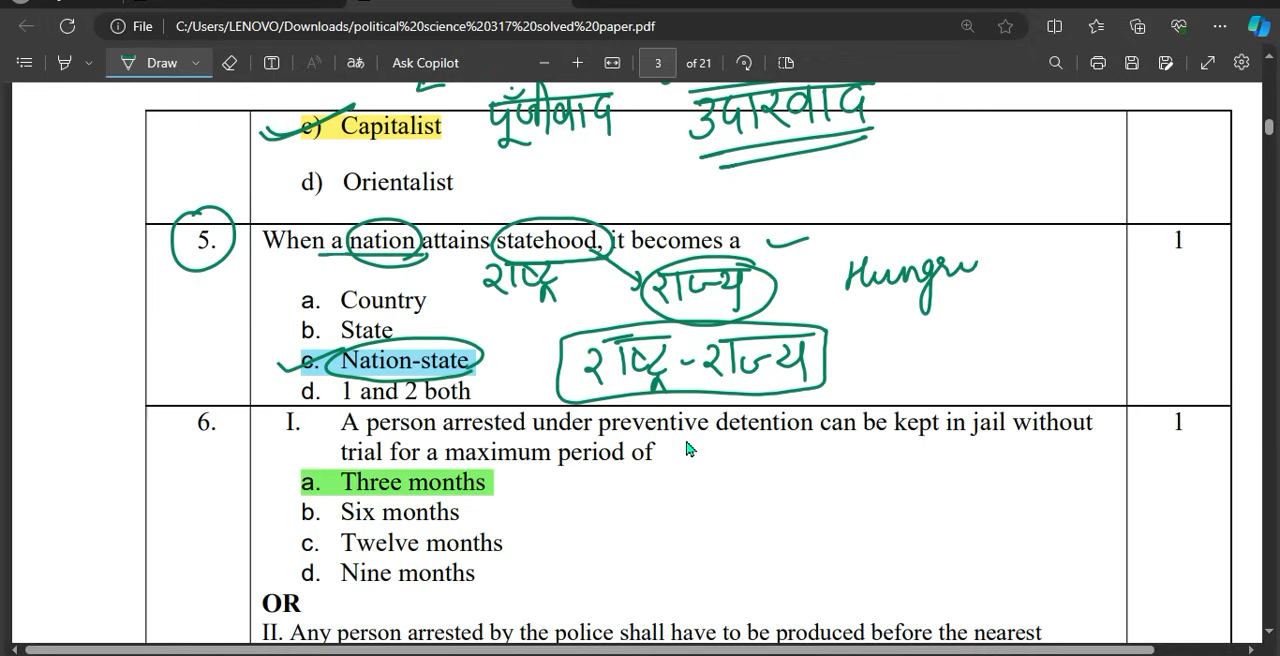 File C:/Users/LENOVO/Downloads/political%20science%20317%20solved%20paper.pdf
Draw aあ Ask Copilot 3 of 21
पूँजीवाद उदारवाद
c) Capitalist
d) Orientalist
5. When a nation attains statehood, it becomes a 1
राष्ट्र राज्य Hungry
a. Country
b. State
c. Nation-state राष्ट्र-राज्य
d. 1 and 2 both
6. I. A person arrested under preventive detention can be kept in jail without 1
trial for a maximum period of
a. Three months
b. Six months
c. Twelve months
d. Nine months
OR
II. Any person arrested by the police shall have to be produced before the nearest